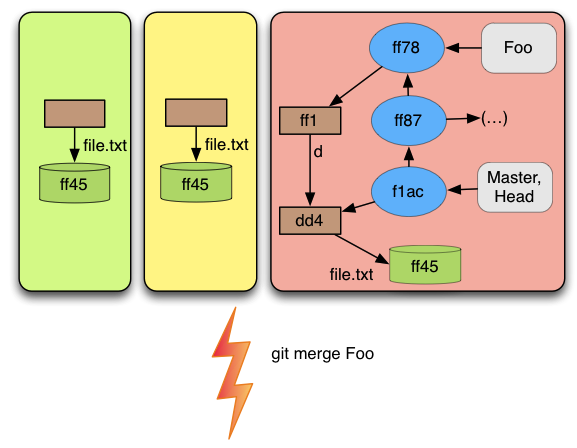 ff78
Foo
ff1
ff87
(...)
file.txt
file.txt
d
ff45
ff45
f1ac
Master,
Head
dd4
file.txt
ff45
git merge Foo